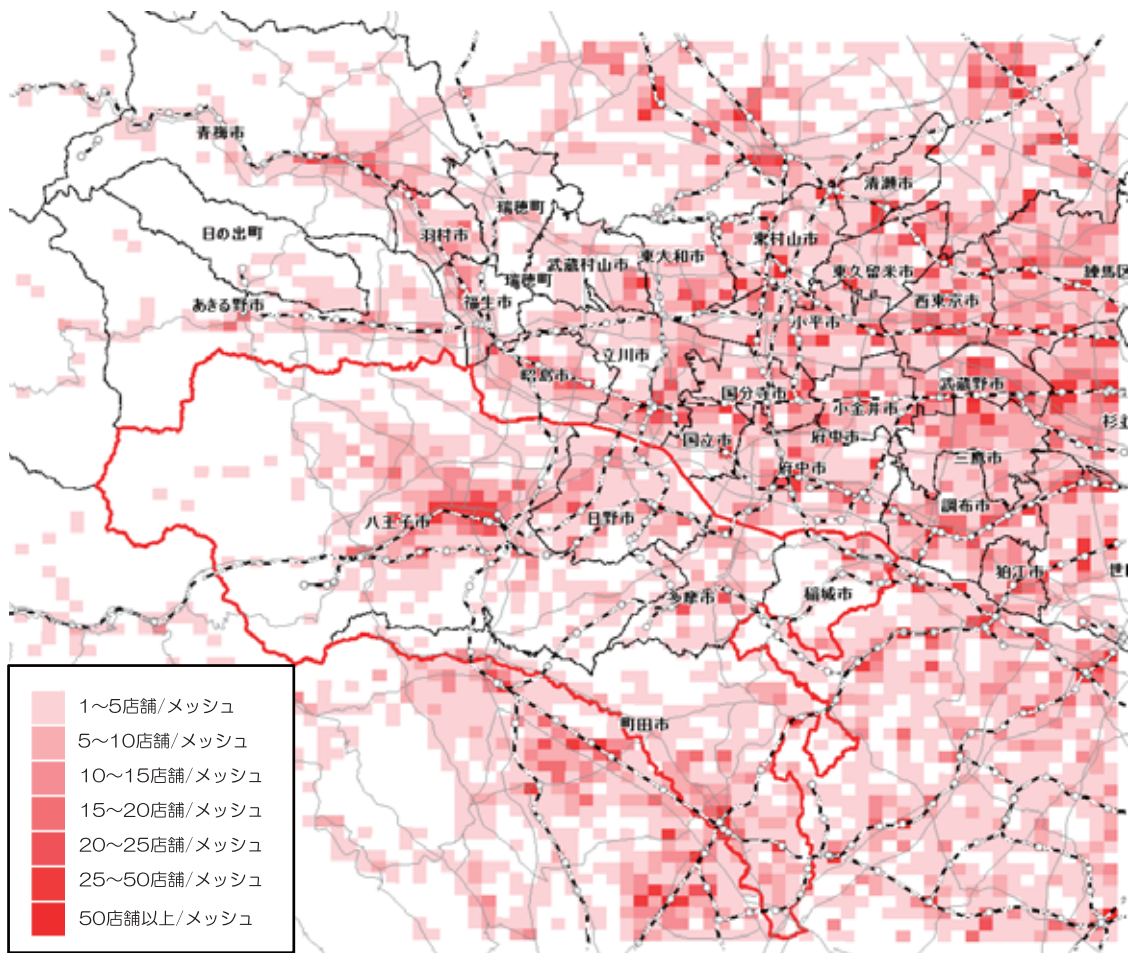 青梅市
清瀬市
瑞穂町
日の出町
羽村市
東村山市
武蔵村山市
東大和市
東久留米市
練馬区
瑞穂町
あきる野市
福生市
西東京市
小平市
立川市
昭島市
武蔵野市
国分寺市
小金井市
国立市
府中市
三鷹市
府中市
調布市
八王子市
日野市
狛江市
多摩市
稲城市
町田市
1〜5店舗/メッシュ
5〜10店舗/メッシュ
10〜15店舗/メッシュ
15〜20店舗/メッシュ
20〜25店舗/メッシュ
25〜50店舗/メッシュ
50店舗以上/メッシュ